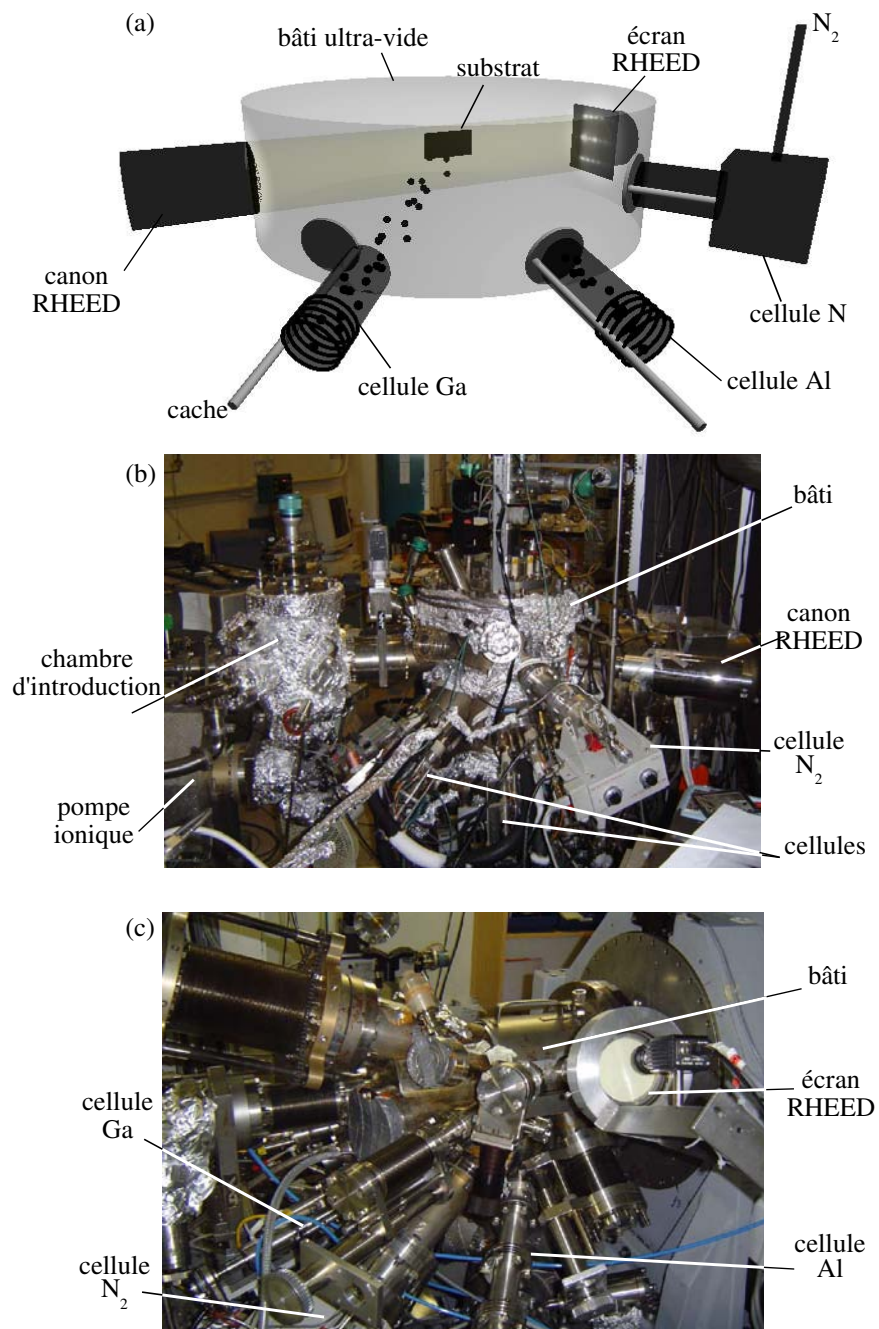 (a)
N2
bâti ultra-vide
écran
RHEED
substrat
canon
RHEED
cellule N
cellule Ga
cellule Al
cache
(b)
bâti
canon
RHEED
chambre
d'introduction
cellule
N2
pompe
ionique
cellules
(c)
bâti
écran
RHEED
cellule
Ga
cellule
Al
cellule
N2